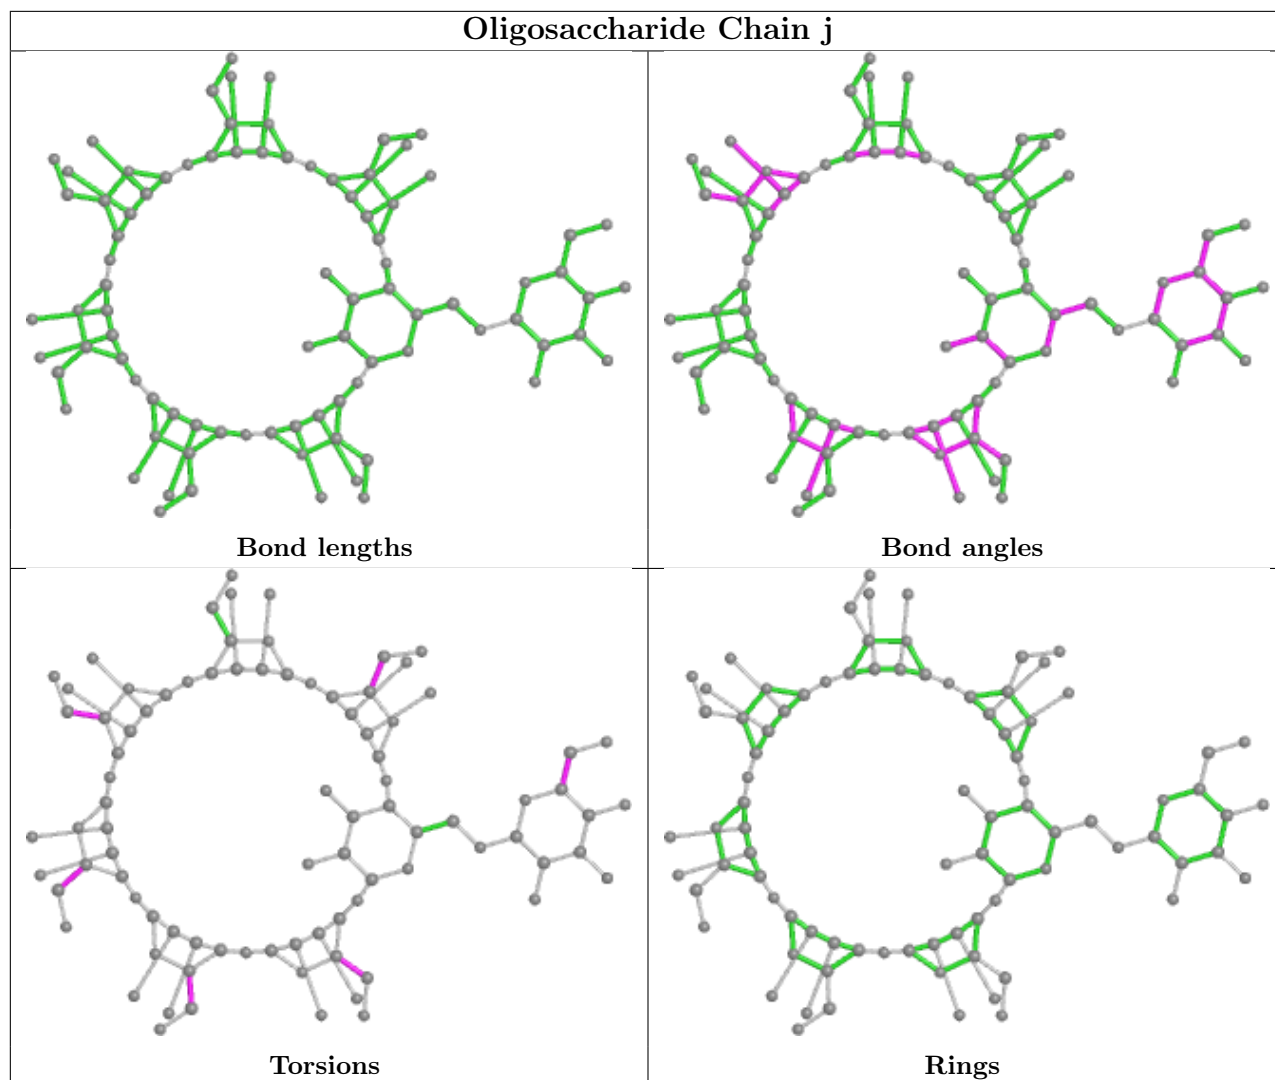 Oligosaccharide Chain j
Bond lengths
Bond angles
Torsions
Rings